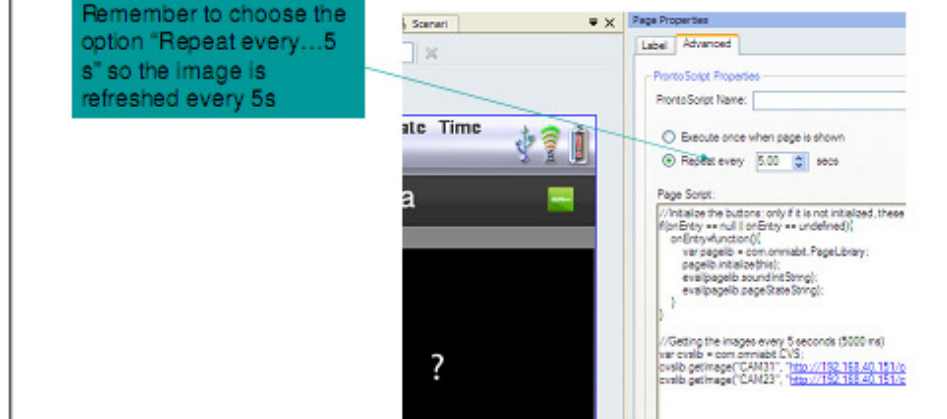 Remember to choose the
option “Repeat every…5
s” so the image is
refreshed every 5s
Scenari
ate Time
a
?
Page Properties
Label Advanced
ProntoScript Properties
ProntoScript Name:
Execute once when page is shown
Repeat every 5.00 secs
Page Script:
//Initialize the buttons: only if it is not initialized, these
if(onEntry == null || onEntry == undefined){
onEntry=function(){
var pagelib = com.omniabit.PageLibrary;
pagelib.initialize(this);
eval(pagelib.soundInitString);
eval(pagelib.pageStateString);
}
}
//Getting the images every 5 seconds (5000 ms)
var cvslib = com.omniabit.CVS;
cvslib.getImage("CAM31", "http://192.168.40.151/o
cvslib.getImage("CAM23", "http://192.168.40.151/c